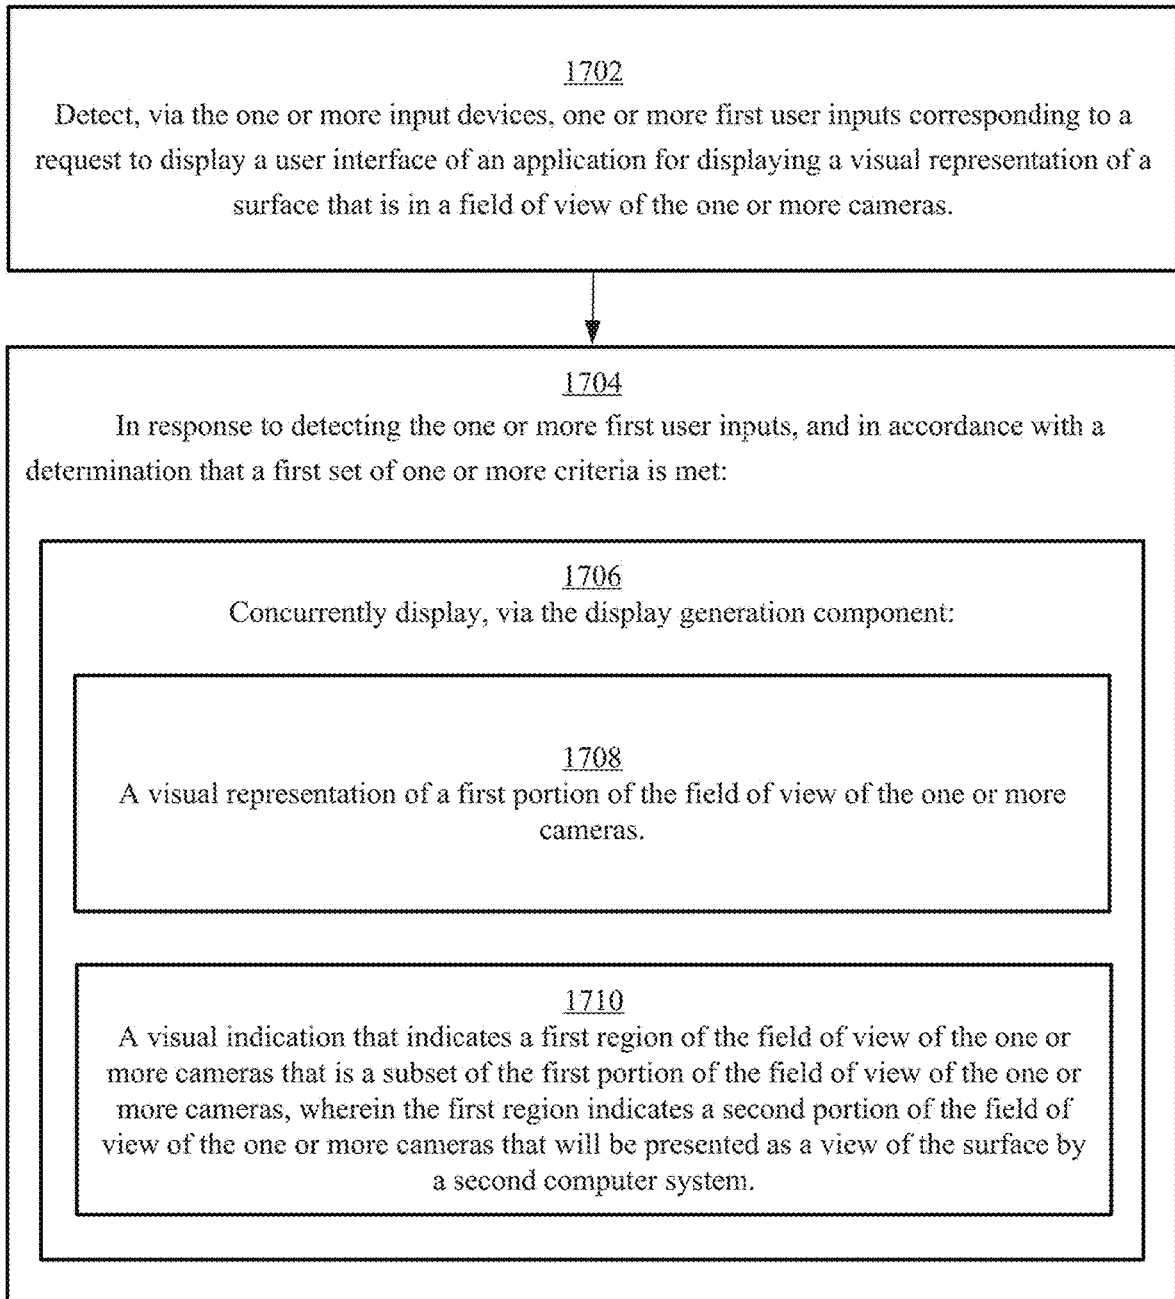 1702
Detect, via the one or more input devices, one or more first user inputs corresponding to a
request to display a user interface of an application for displaying a visual representation of a
surface that is in a field of view of the one or more cameras.
1704
In response to detecting the one or more first user inputs, and in accordance with a
determination that a first set of one or more criteria is met:
1706
Concurrently display, via the display generation component:
1708
A visual representation of a first portion of the field of view of the one or more
cameras.
1710
A visual indication that indicates a first region of the field of view of the one or
more cameras that is a subset of the first portion of the field of view of the one or
more cameras, wherein the first region indicates a second portion of the field of
view of the one or more cameras that will be presented as a view of the surface by
a second computer system.